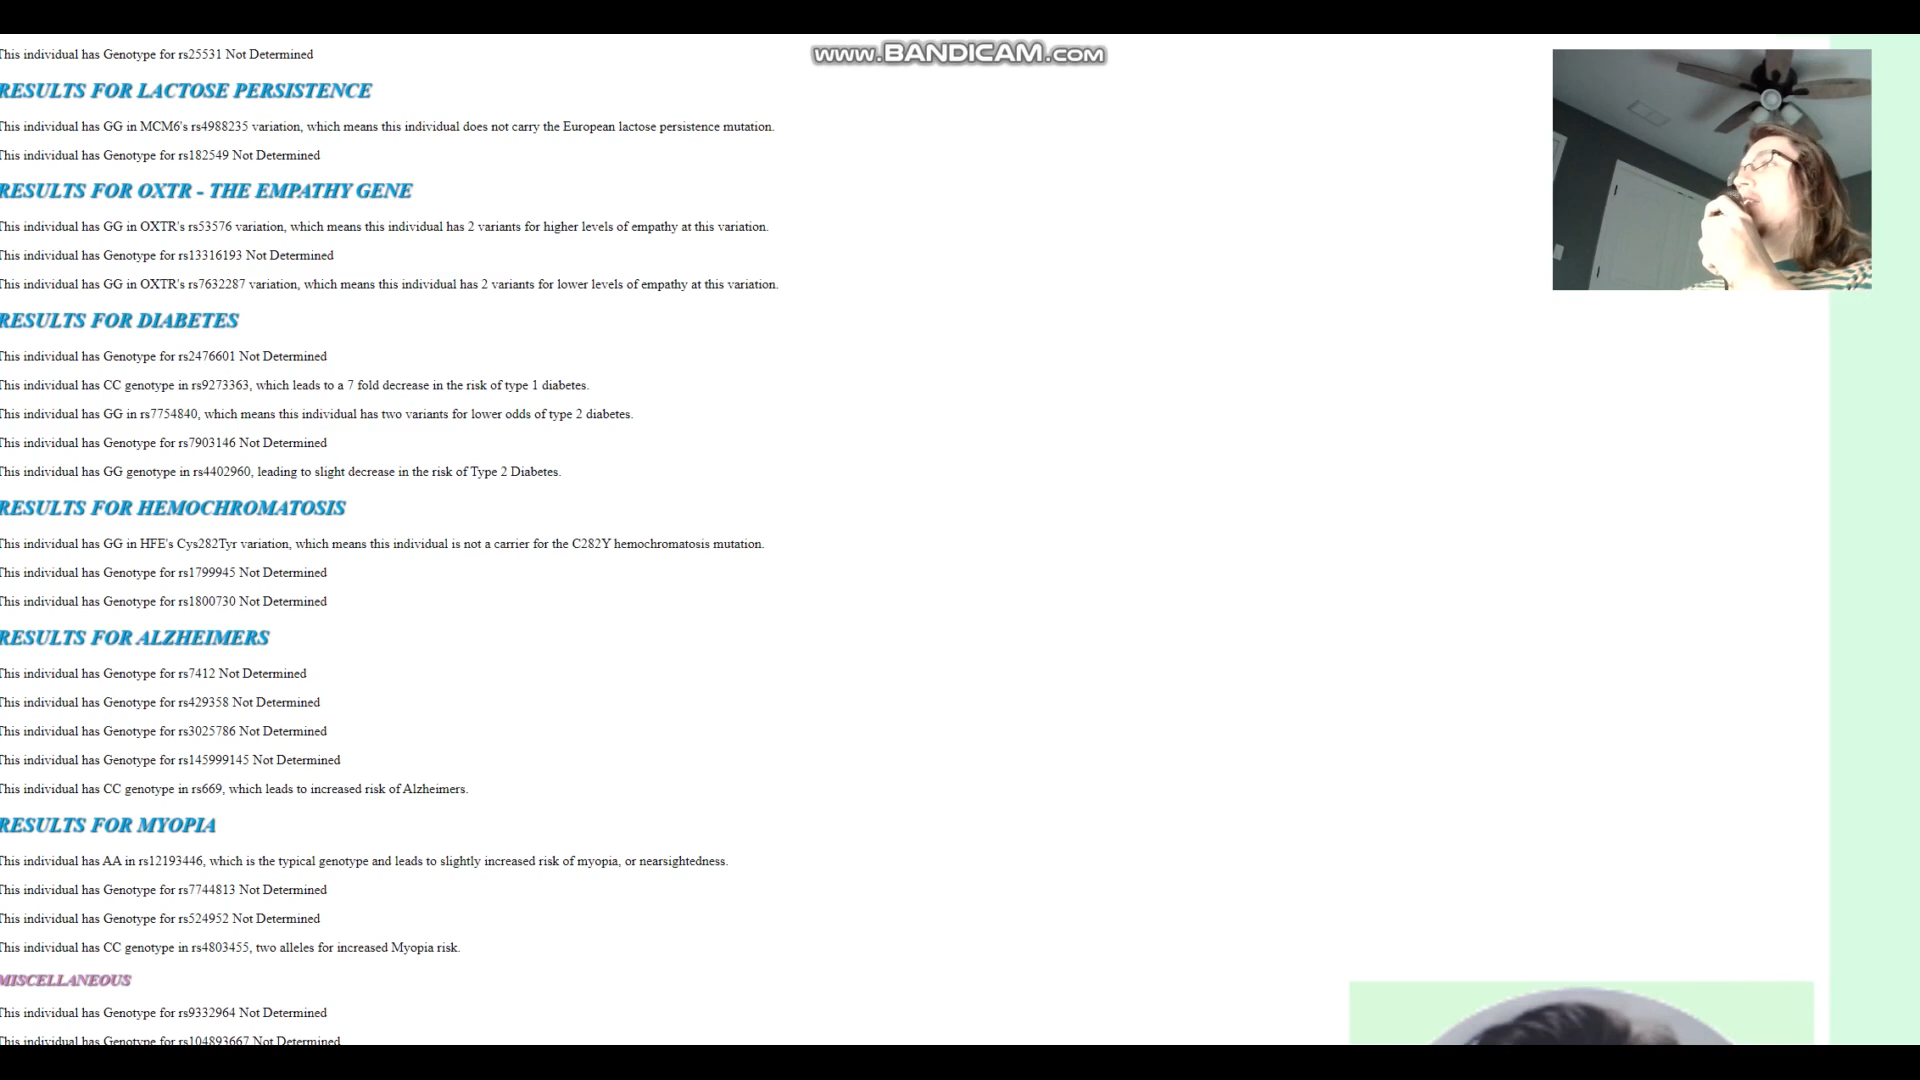 www.BANDICAM.com
This individual has Genotype for rs25531 Not Determined
RESULTS FOR LACTOSE PERSISTENCE
This individual has GG in MCM6's rs4988235 variation, which means this individual does not carry the European lactose persistence mutation.
This individual has Genotype for rs182549 Not Determined
RESULTS FOR OXTR - THE EMPATHY GENE
This individual has GG in OXTR's rs53576 variation, which means this individual has 2 variants for higher levels of empathy at this variation.
This individual has Genotype for rs13316193 Not Determined
This individual has GG in OXTR's rs7632287 variation, which means this individual has 2 variants for lower levels of empathy at this variation.
RESULTS FOR DIABETES
This individual has Genotype for rs2476601 Not Determined
This individual has CC genotype in rs9273363, which leads to a 7 fold decrease in the risk of type 1 diabetes.
This individual has GG in rs7754840, which means this individual has two variants for lower odds of type 2 diabetes.
This individual has Genotype for rs7903146 Not Determined
This individual has GG genotype in rs4402960, leading to slight decrease in the risk of Type 2 Diabetes.
RESULTS FOR HEMOCHROMATOSIS
This individual has GG in HFE's Cys282Tyr variation, which means this individual is not a carrier for the C282Y hemochromatosis mutation.
This individual has Genotype for rs1799945 Not Determined
This individual has Genotype for rs1800730 Not Determined
RESULTS FOR ALZHEIMERS
This individual has Genotype for rs7412 Not Determined
This individual has Genotype for rs429358 Not Determined
This individual has Genotype for rs3025786 Not Determined
This individual has Genotype for rs145999145 Not Determined
This individual has CC genotype in rs669, which leads to increased risk of Alzheimers.
RESULTS FOR MYOPIA
This individual has AA in rs12193446, which is the typical genotype and leads to slightly increased risk of myopia, or nearsightedness.
This individual has Genotype for rs7744813 Not Determined
This individual has Genotype for rs524952 Not Determined
This individual has CC genotype in rs4803455, two alleles for increased Myopia risk.
MISCELLANEOUS
This individual has Genotype for rs9332964 Not Determined
This individual has Genotype for rs104893667 Not Determined